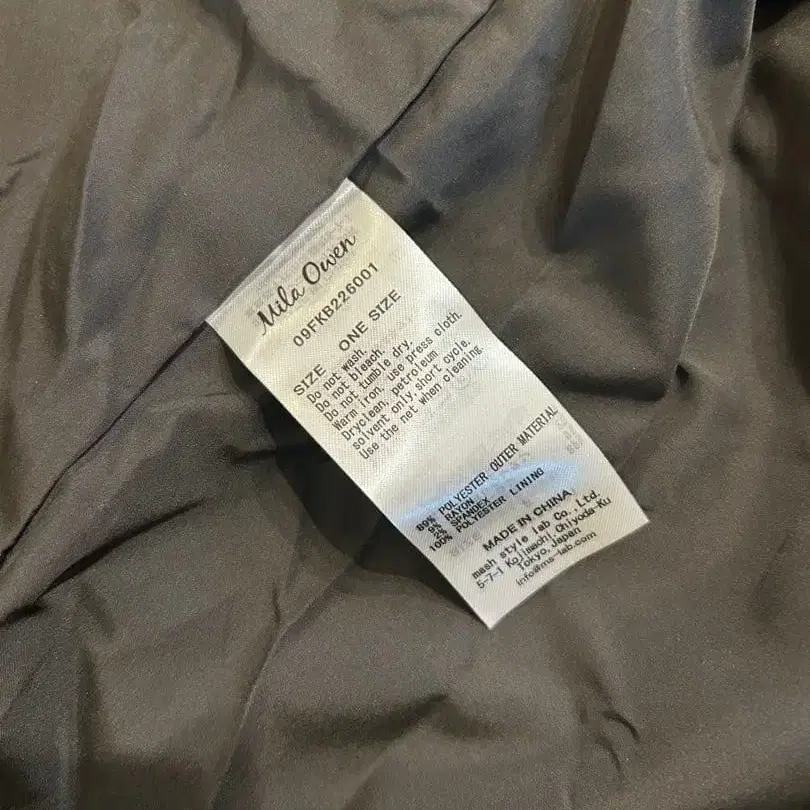 Mila Owen
09FKB226001
SIZE ONE SIZE
Do not wash.
Do not bleach.
Do not tumble dry.
Warm iron, use press cloth.
Dryclean, petroleum
solvent only, short cycle.
Use the net when cleaning.
89% POLYESTER OUTER MATERIAL
9% RAYON
2% SPANDEX
100% POLYESTER LINING
MADE IN CHINA
mash style lab Co.,Ltd.
5-7-1 Kojimachi Chiyoda-Ku
Tokyo, Japan
info@ms-lab.com